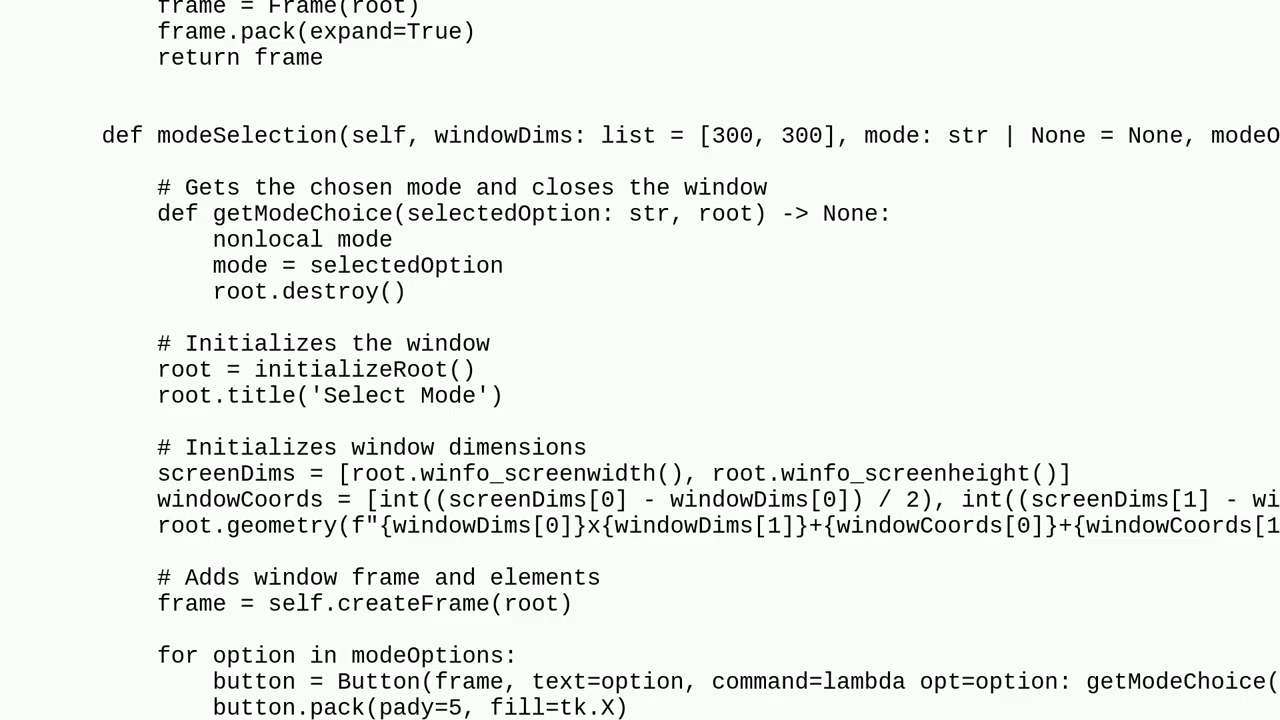 frame = Frame(root)
frame.pack(expand=True)
return frame
def modeSelection(self, windowDims: list = [300, 300], mode: str | None = None, modeO
# Gets the chosen mode and closes the window
def getModeChoice(selectedOption: str, root) -> None:
nonlocal mode
mode = selectedOption
root.destroy()
# Initializes the window
root = initializeRoot()
root.title('Select Mode')
# Initializes window dimensions
screenDims = [root.winfo_screenwidth(), root.winfo_screenheight()]
windowCoords = [int((screenDims[0] - windowDims[0]) / 2), int((screenDims[1] - wi
root.geometry(f"{windowDims[0]}x{windowDims[1]}+{windowCoords[0]}+{windowCoords[1
# Adds window frame and elements
frame = self.createFrame(root)
for option in modeOptions:
button = Button(frame, text=option, command=lambda opt=option: getModeChoice(
button.pack(pady=5, fill=tk.X)